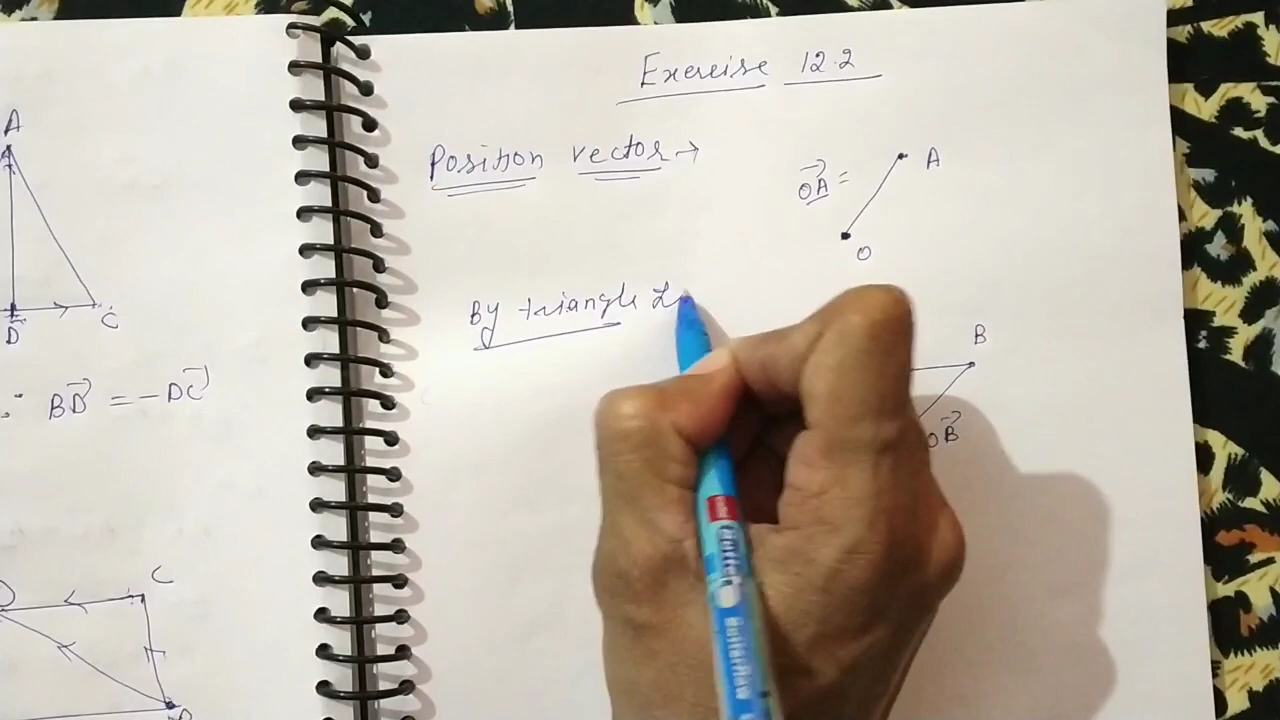 A
D
C
∵ BD⃗ = - DC⃗
C
Exercise 12.2
Position vector →
OA⃗ =
A
O
By triangle
B
OB⃗